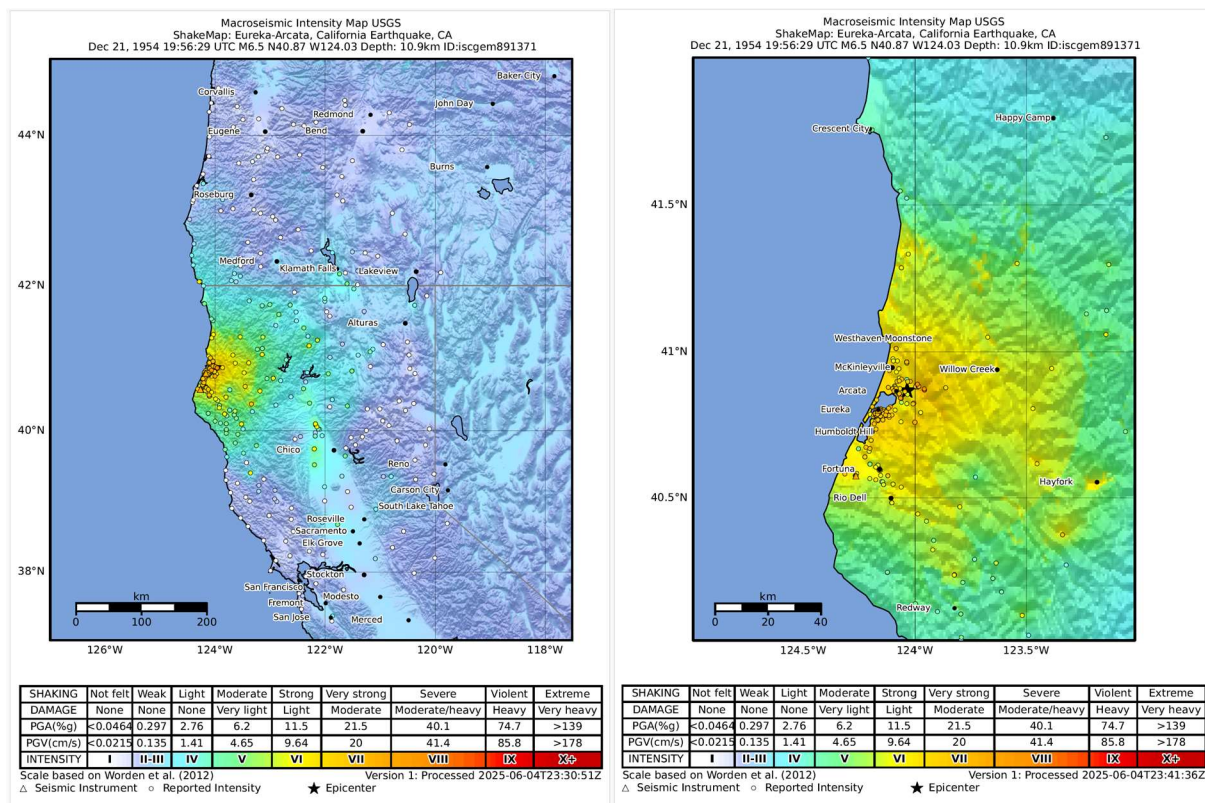 Macroseismic Intensity Map USGS
ShakeMap: Eureka-Arcata, California Earthquake, CA
Dec 21, 1954 19:56:29 UTC M6.5 N40.87 W124.03 Depth: 10.9km ID:iscgem891371
Baker City
Corvallis
John Day
Redmond
44°N
Eugene
Bend
Burns
Roseburg
Medford
Klamath Falls
Lakeview
42°N
Alturas
40°N
Chico
Reno
Carson City
South Lake Tahoe
Roseville
Sacramento
Elk Grove
38°N
Stockton
San Francisco
Modesto
Fremont
San Jose
Merced
km
0 100 200
126°W 124°W 122°W 120°W 118°W
SHAKING Not felt Weak Light Moderate Strong Very strong Severe Violent Extreme
DAMAGE None None None Very light Light Moderate Moderate/heavy Heavy Very heavy
PGA(%g) <0.0464 0.297 2.76 6.2 11.5 21.5 40.1 74.7 >139
PGV(cm/s) <0.0215 0.135 1.41 4.65 9.64 20 41.4 85.8 >178
INTENSITY I II-III IV V VI VII VIII IX X+
Scale based on Worden et al. (2012) Version 1: Processed 2025-06-04T23:30:51Z
△ Seismic Instrument ○ Reported Intensity ★ Epicenter
Macroseismic Intensity Map USGS
ShakeMap: Eureka-Arcata, California Earthquake, CA
Dec 21, 1954 19:56:29 UTC M6.5 N40.87 W124.03 Depth: 10.9km ID:iscgem891371
Happy Camp
Crescent City
41.5°N
Westhaven-Moonstone
41°N
McKinleyville
Willow Creek
Arcata
Eureka
Humboldt Hill
Fortuna
Hayfork
40.5°N
Rio Dell
Redway
km
0 20 40
124.5°W 124°W 123.5°W
SHAKING Not felt Weak Light Moderate Strong Very strong Severe Violent Extreme
DAMAGE None None None Very light Light Moderate Moderate/heavy Heavy Very heavy
PGA(%g) <0.0464 0.297 2.76 6.2 11.5 21.5 40.1 74.7 >139
PGV(cm/s) <0.0215 0.135 1.41 4.65 9.64 20 41.4 85.8 >178
INTENSITY I II-III IV V VI VII VIII IX X+
Scale based on Worden et al. (2012) Version 1: Processed 2025-06-04T23:41:36Z
△ Seismic Instrument ○ Reported Intensity ★ Epicenter